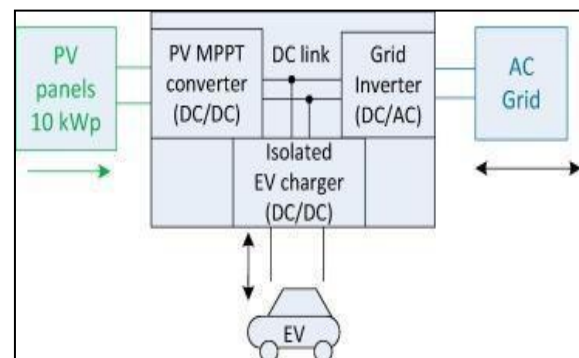 PV
panels
10 kWp
PV MPPT
converter
(DC/DC)
DC link
Grid
Inverter
(DC/AC)
AC
Grid
Isolated
EV charger
(DC/DC)
EV